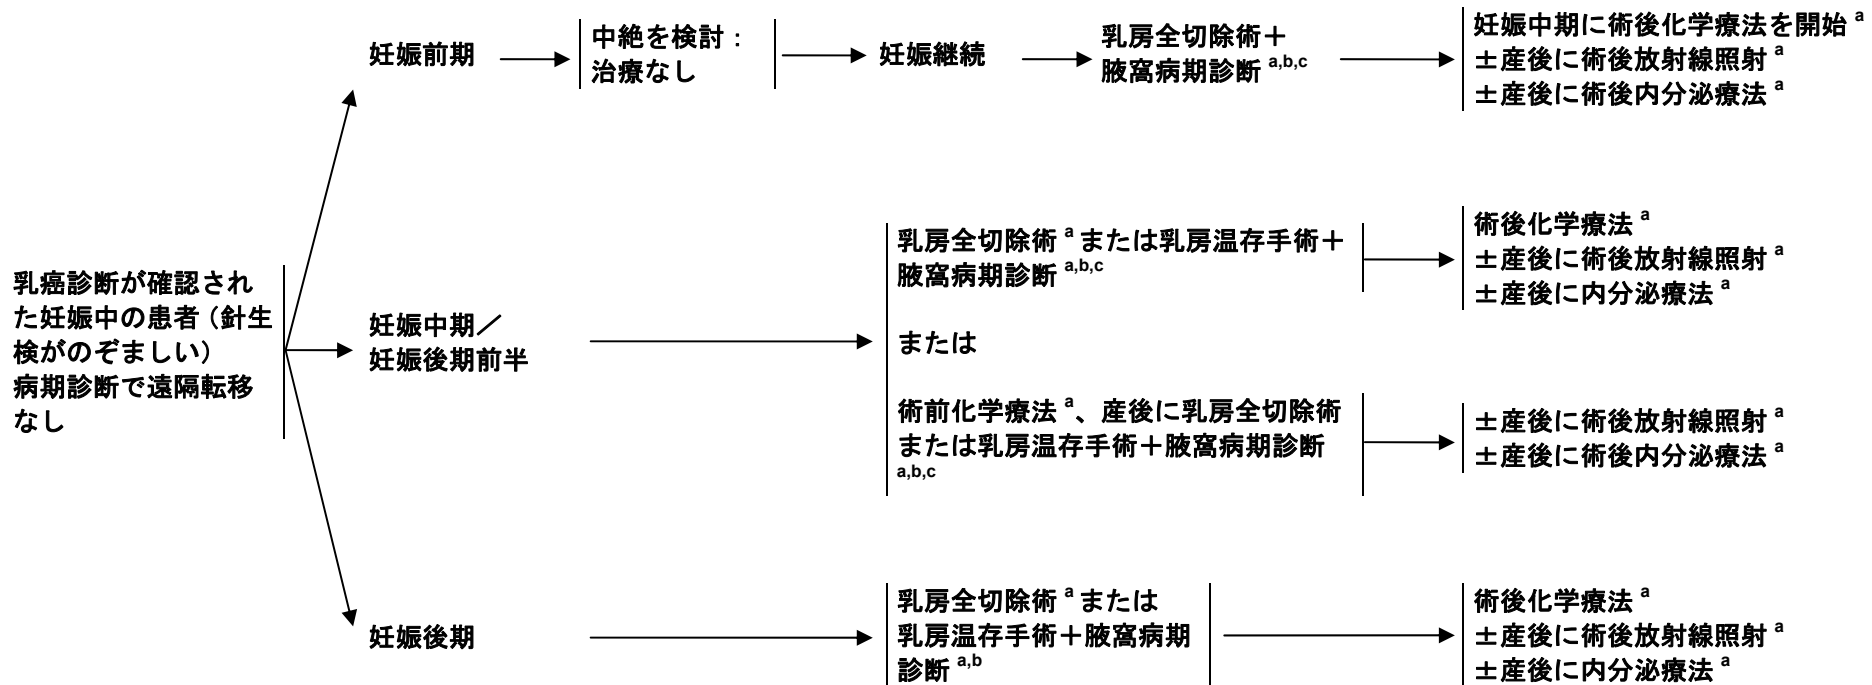 妊娠前期
中絶を検討：
治療なし
妊娠継続
乳房全切除術＋
腋窩病期診断 a,b,c
妊娠中期に術後化学療法を開始 a
±産後に術後放射線照射 a
±産後に術後内分泌療法 a
乳癌診断が確認され
た妊娠中の患者（針生
検がのぞましい）
病期診断で遠隔転移
なし
妊娠中期／
妊娠後期前半
乳房全切除術 a または乳房温存手術＋
腋窩病期診断 a,b,c
または
術前化学療法 a、産後に乳房全切除術
または乳房温存手術＋腋窩病期診断
a,b,c
術後化学療法 a
±産後に術後放射線照射 a
±産後に内分泌療法 a
±産後に術後放射線照射 a
±産後に術後内分泌療法 a
妊娠後期
乳房全切除術 a または
乳房温存手術＋腋窩病期
診断 a,b
術後化学療法 a
±産後に術後放射線照射 a
±産後に内分泌療法 a